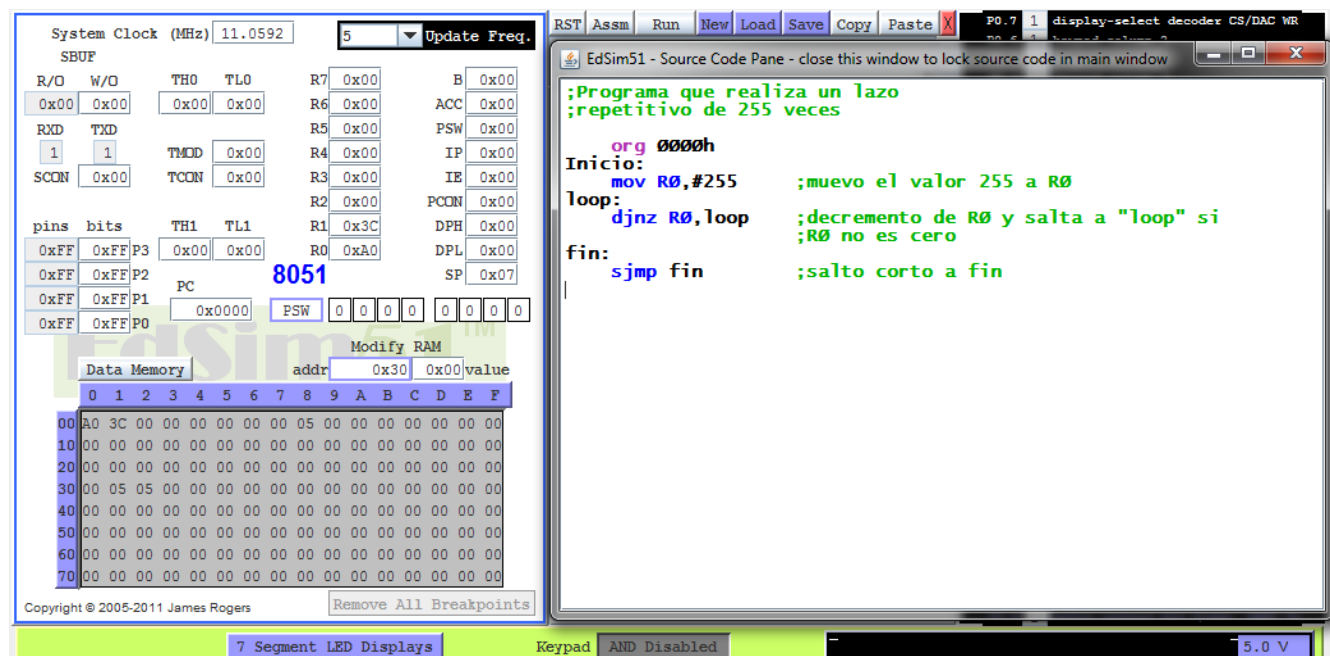 System Clock (MHz) 11.0592 5 Update Freq.
SBUF
R/O W/O TH0 TL0 R7 0x00 B 0x00
0x00 0x00 0x00 0x00 R6 0x00 ACC 0x00
RXD TXD R5 0x00 PSW 0x00
1 1 TMOD 0x00 R4 0x00 IP 0x00
SCON 0x00 TCON 0x00 R3 0x00 IE 0x00
R2 0x00 PCON 0x00
pins bits TH1 TL1 R1 0x3C DPH 0x00
0xFF 0xFF P3 0x00 0x00 R0 0xA0 DPL 0x00
0xFF 0xFF P2 8051 SP 0x07
0xFF 0xFF P1 PC
0x0000 PSW 0 0 0 0 0 0 0 0
0xFF 0xFF P0
EdSim51 TM
Modify RAM
Data Memory addr 0x30 0x00 value
0 1 2 3 4 5 6 7 8 9 A B C D E F
00 A0 3C 00 00 00 00 00 00 05 00 00 00 00 00 00 00
10 00 00 00 00 00 00 00 00 00 00 00 00 00 00 00 00
20 00 00 00 00 00 00 00 00 00 00 00 00 00 00 00 00
30 00 05 05 00 00 00 00 00 00 00 00 00 00 00 00 00
40 00 00 00 00 00 00 00 00 00 00 00 00 00 00 00 00
50 00 00 00 00 00 00 00 00 00 00 00 00 00 00 00 00
60 00 00 00 00 00 00 00 00 00 00 00 00 00 00 00 00
70 00 00 00 00 00 00 00 00 00 00 00 00 00 00 00 00
Copyright © 2005-2011 James Rogers Remove All Breakpoints
RST Assm Run New Load Save Copy Paste X P0.7 1 display-select decoder CS/DAC WR
EdSim51 - Source Code Pane - close this window to lock source code in main window
;Programa que realiza un lazo
;repetitivo de 255 veces
org 0000h
Inicio:
mov R0,#255 ;muevo el valor 255 a R0
loop:
djnz R0,loop ;decremento de R0 y salta a "loop" si
;R0 no es cero
fin:
sjmp fin ;salto corto a fin
7 Segment LED Displays Keypad AND Disabled 5.0 V